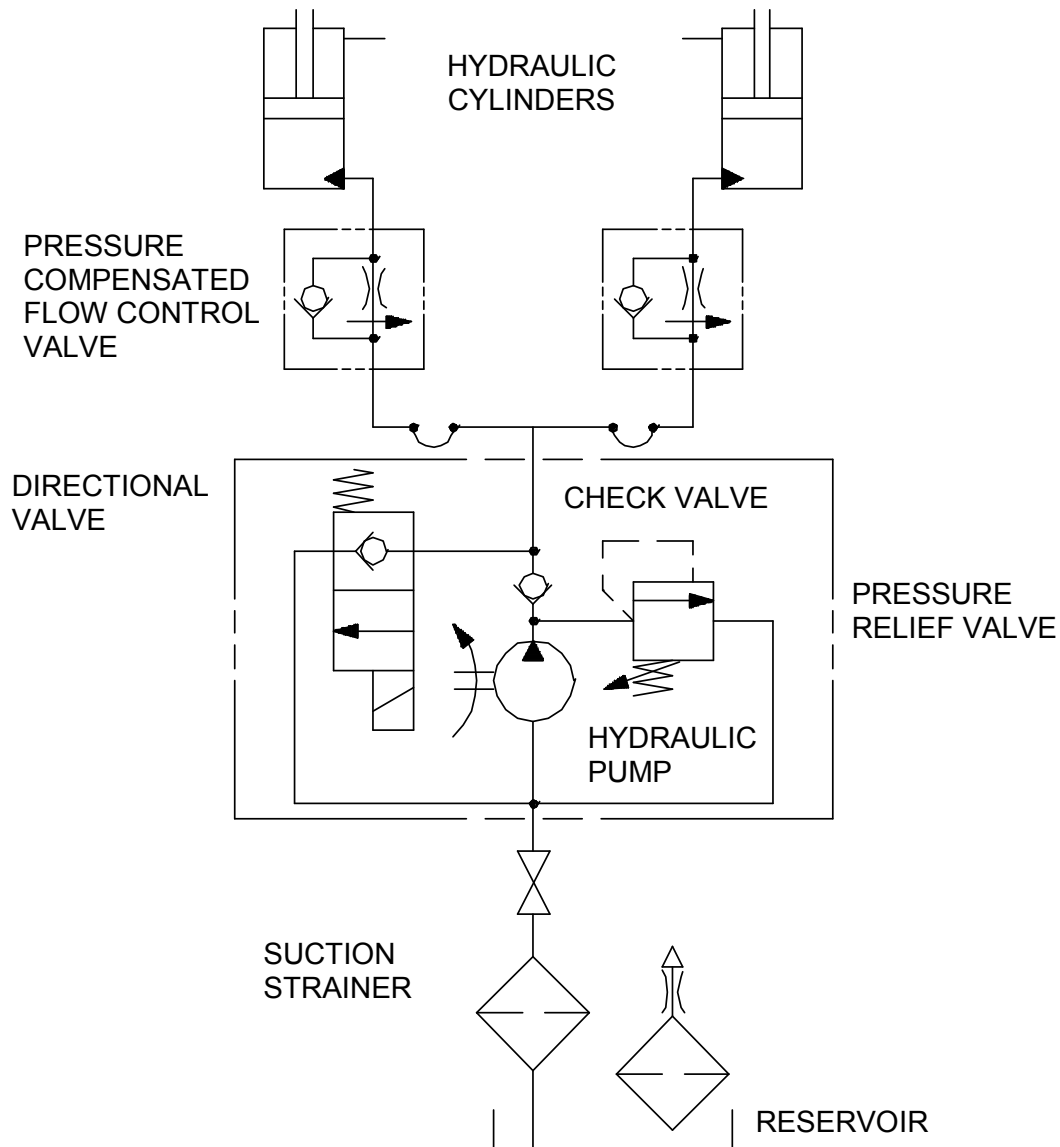 HYDRAULIC
CYLINDERS
PRESSURE
COMPENSATED
FLOW CONTROL
VALVE
DIRECTIONAL
VALVE
CHECK VALVE
PRESSURE
RELIEF VALVE
HYDRAULIC
PUMP
SUCTION
STRAINER
RESERVOIR